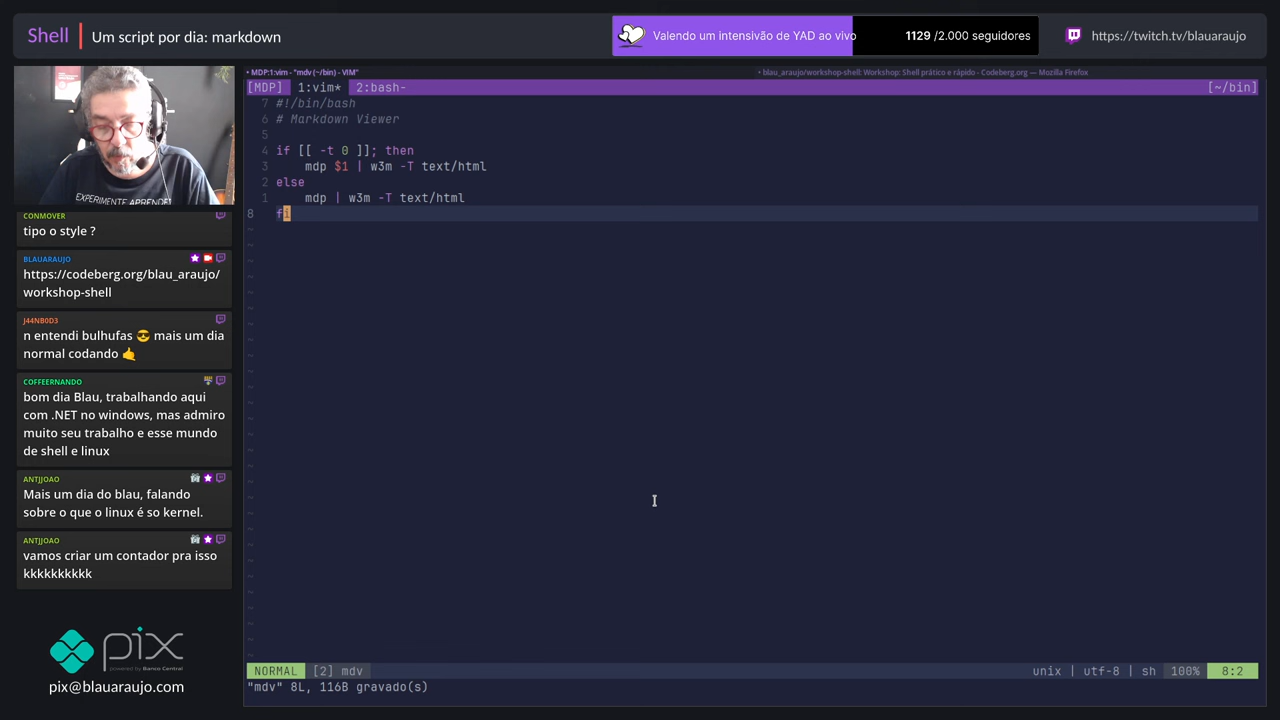 Shell
Um script por dia: markdown
Valendo um intensivão de YAD ao vivo
1129 /2.000 seguidores
https://twitch.tv/blauaraujo
EXPERIMENTE APRENDE
CONMOVER
tipo o style ?
BLAUARAUJO
https://codeberg.org/blau_araujo/
workshop-shell
J44NB0D3
n entendi bulhufas 😎 mais um dia
normal codando 🤙
COFFEERNANDO
bom dia Blau, trabalhando aqui
com .NET no windows, mas admiro
muito seu trabalho e esse mundo
de shell e linux
ANTJJOAO
Mais um dia do blau, falando
sobre o que o linux é so kernel.
ANTJJOAO
vamos criar um contador pra isso
kkkkkkkkkk
pix
powered by Banco Central
pix@blauaraujo.com
• MDP:1:vim - "mdv (~/bin) - VIM"
• blau_araujo/workshop-shell: Workshop: Shell prático e rápido - Codeberg.org — Mozilla Firefox
[MDP] 1:vim* 2:bash- [~/bin]
7 #!/bin/bash
6 # Markdown Viewer
5
4 if [[ -t 0 ]]; then
3     mdp $1 | w3m -T text/html
2 else
1     mdp | w3m -T text/html
8 fi
NORMAL [2] mdv unix | utf-8 | sh 100% 8:2
"mdv" 8L, 116B gravado(s)